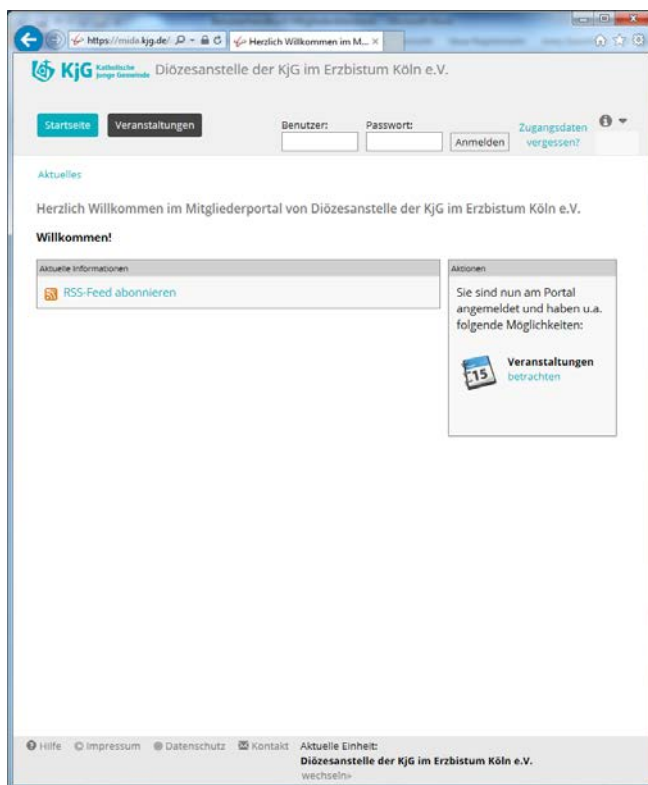 https://mida.kjg.de/
Herzlich Willkommen im M...
KjG Katholische junge Gemeinde Diözesanstelle der KjG im Erzbistum Köln e.V.
Startseite
Veranstaltungen
Benutzer:
Passwort:
Anmelden
Zugangsdaten
vergessen?
Aktuelles
Herzlich Willkommen im Mitgliederportal von Diözesanstelle der KjG im Erzbistum Köln e.V.
Willkommen!
Aktuelle Informationen
RSS-Feed abonnieren
Aktionen
Sie sind nun am Portal
angemeldet und haben u.a.
folgende Möglichkeiten:
15
Veranstaltungen
betrachten
Hilfe © Impressum Datenschutz Kontakt
Aktuelle Einheit:
Diözesanstelle der KjG im Erzbistum Köln e.V.
wechseln»